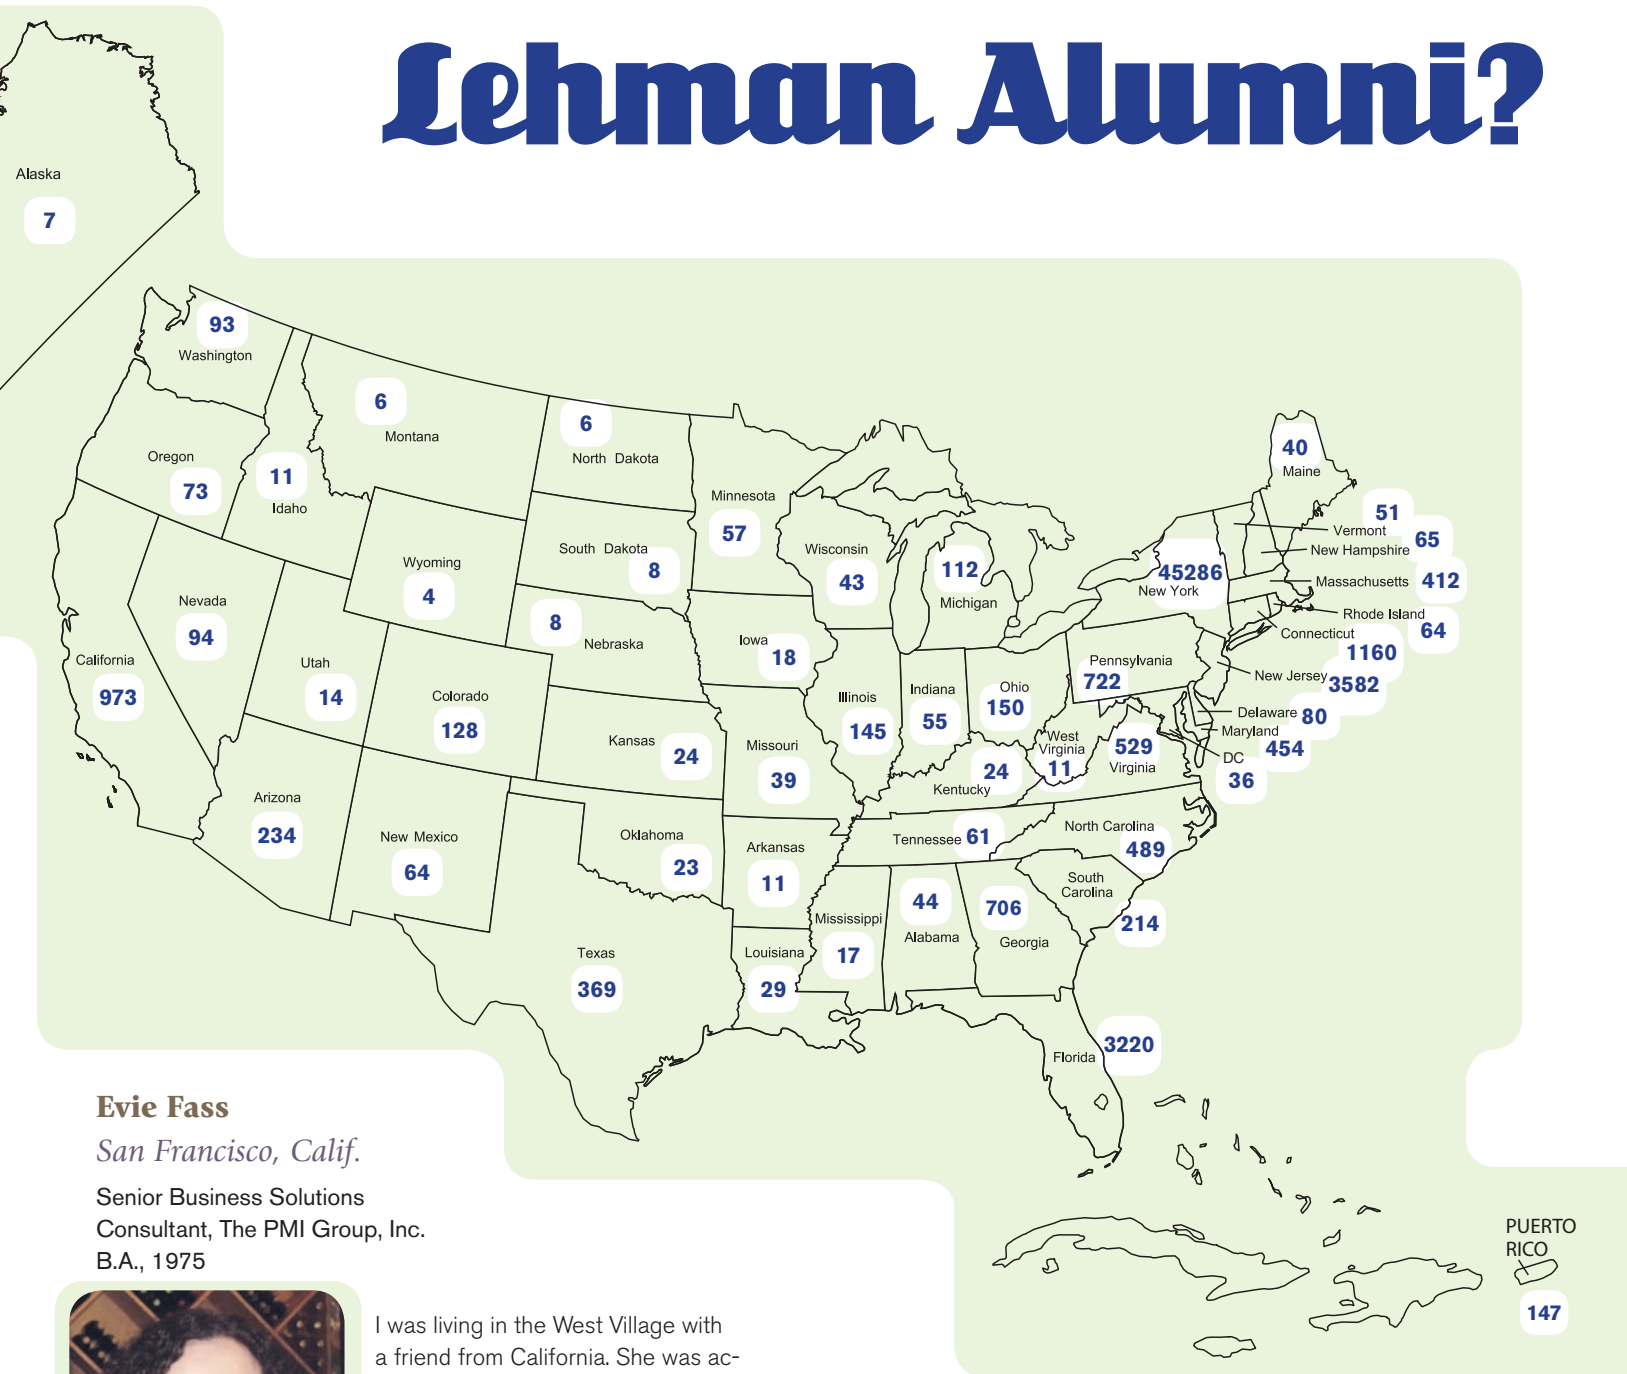 Lehman Alumni?
Alaska
7
93
Washington
6
Montana
6
North Dakota
Oregon
73
11
Idaho
Minnesota
57
40
Maine
Wyoming
4
South Dakota
8
Wisconsin
43
112
Michigan
45286
New York
51
Vermont
65
New Hampshire
Massachusetts 412
Rhode Island
64
Connecticut
1160
New Jersey 3582
Nevada
94
8
Nebraska
Iowa
18
California
973
Utah
14
Colorado
128
Illinois
145
Indiana
55
Ohio
150
Pennsylvania
722
Delaware 80
Maryland
454
DC
36
Kansas
24
Missouri
39
West
Virginia
11
529
Virginia
24
Kentucky
Arizona
234
New Mexico
64
Oklahoma
23
Arkansas
11
Tennessee 61
North Carolina
489
South
Carolina
214
Mississippi
17
44
Alabama
706
Georgia
Texas
369
Louisiana
29
Florida
3220
PUERTO
RICO
147
Evie Fass
San Francisco, Calif.
Senior Business Solutions
Consultant, The PMI Group, Inc.
B.A., 1975
I was living in the West Village with
a friend from California. She was ac-